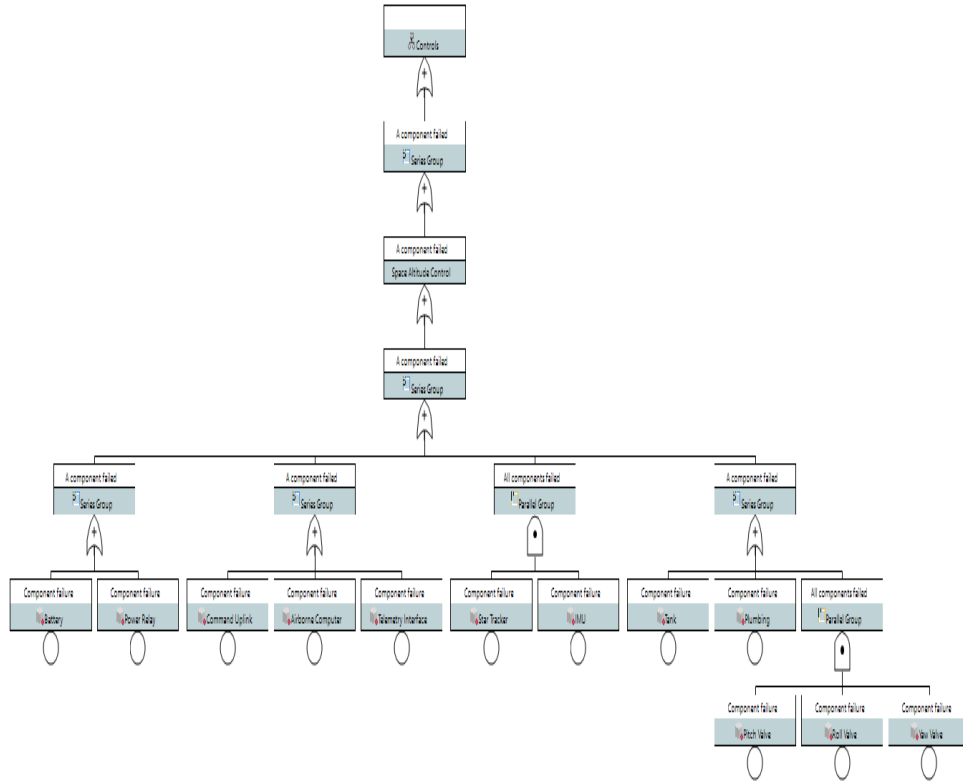 Controls
A component failed
Series Group
A component failed
Space Altitude Control
A component failed
Series Group
A component failed
A component failed
All components failed
A component failed
Series Group
Series Group
Parallel Group
Series Group
Component failure
Component failure
Component failure
Component failure
Component failure
Component failure
Component failure
Component failure
Component failure
All components failed
Battery
Power Relay
Command Uplink
Airborne Computer
Telemetry Interface
Star Tracker
IMU
Tank
Plumbing
Parallel Group
Component failure
Component failure
Component failure
Pitch Valve
Roll Valve
Yaw Valve